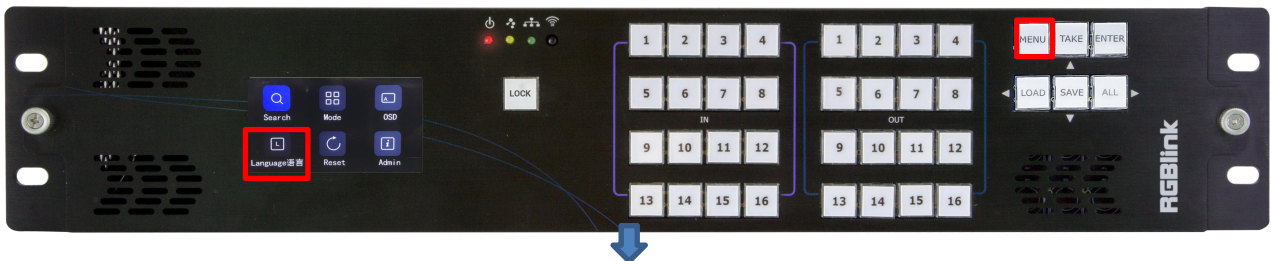 1 2 3 4
1 2 3 4
MENU TAKE ENTER
Search Mode OSD
LOCK
5 6 7 8
5 6 7 8
LOAD SAVE ALL
IN
OUT
Language语言 Reset Admin
9 10 11 12
9 10 11 12
13 14 15 16
13 14 15 16
RGBlink